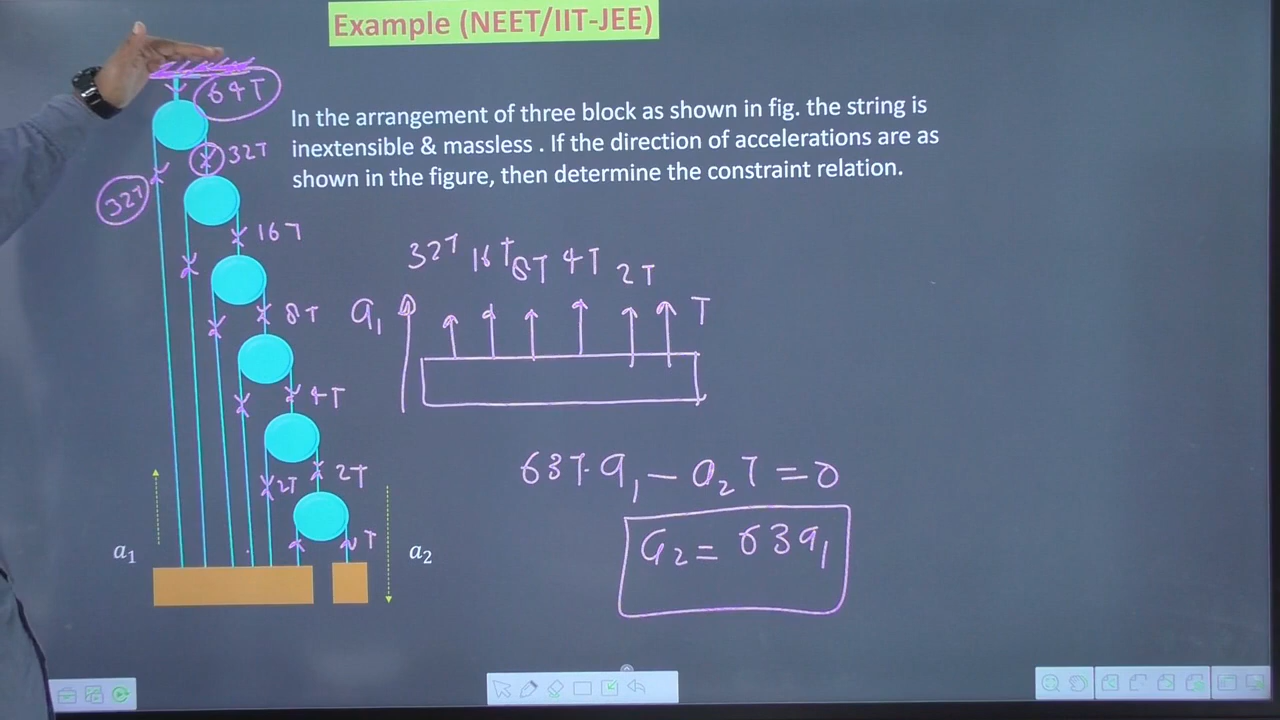 Example (NEET/IIT-JEE)
64T
In the arrangement of three block as shown in fig. the string is
inextensible & massless . If the direction of accelerations are as
shown in the figure, then determine the constraint relation.
32T
32T
16T
8T
4T
2T
2T
T
a1
a2
32T 16T 8T 4T 2T
T
a1
63T·a1 − a2T = 0
a2 = 63a1